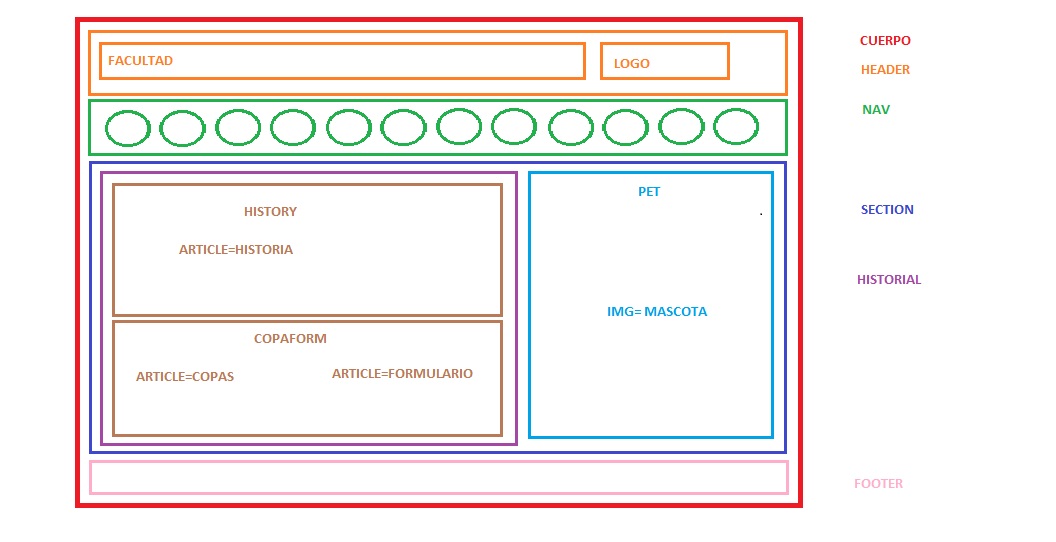 FACULTAD
LOGO
CUERPO
HEADER
NAV
HISTORY
ARTICLE=HISTORIA
COPAFORM
ARTICLE=COPAS
ARTICLE=FORMULARIO
PET
IMG= MASCOTA
SECTION
HISTORIAL
FOOTER